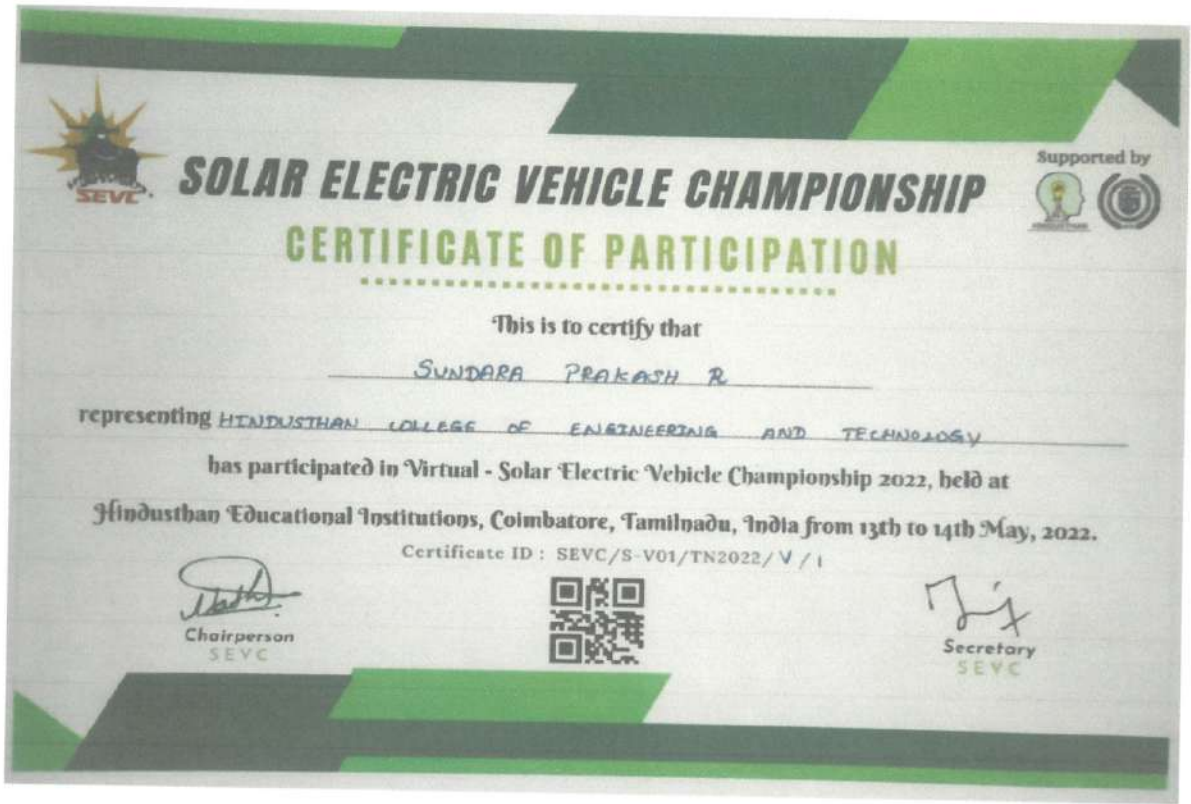 SEVC
SOLAR ELECTRIC VEHICLE CHAMPIONSHIP
Supported by
CERTIFICATE OF PARTICIPATION
This is to certify that
SUNDARA PRAKASH R
representing HINDUSTHAN COLLEGE OF ENGINEERING AND TECHNOLOGY
has participated in Virtual - Solar Electric Vehicle Championship 2022, held at
Hindusthan Educational Institutions, Coimbatore, Tamilnadu, India from 13th to 14th May, 2022.
Certificate ID : SEVC/S-V01/TN2022/V/1
Chairperson
SEVC
Secretary
SEVC